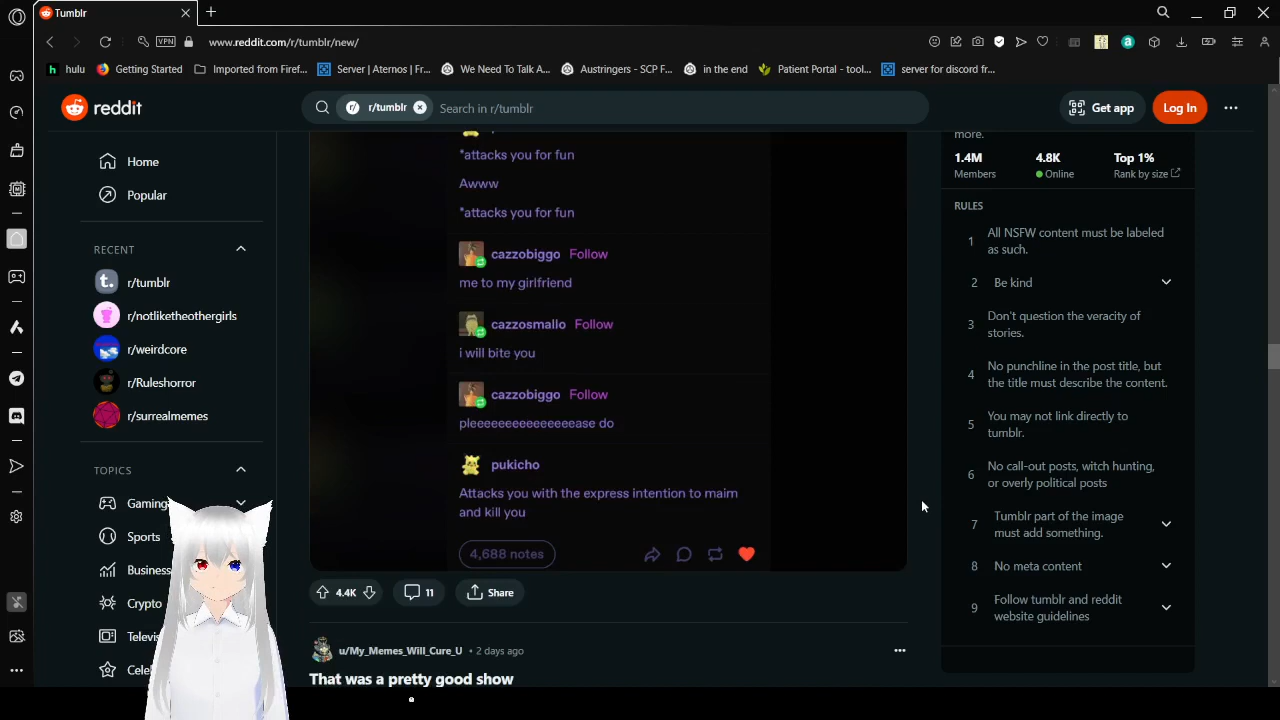 Tumblr
www.reddit.com/r/tumblr/new/
VPN
hulu
Getting Started
Imported from Firef...
Server | Aternos | Fr...
We Need To Talk A...
Austringers - SCP F...
in the end
Patient Portal - tool...
server for discord fr...
reddit
r/tumblr
Search in r/tumblr
Get app
Log In
Home
Popular
RECENT
r/tumblr
r/notliketheothergirls
r/weirdcore
r/Ruleshorror
r/surrealmemes
TOPICS
Gaming
Sports
Business
Crypto
Televi
Cele
*attacks you for fun
Awww
*attacks you for fun
cazzobiggo Follow
me to my girlfriend
cazzosmallo Follow
i will bite you
cazzobiggo Follow
pleeeeeeeeeeeeeeease do
pukicho
Attacks you with the express intention to maim
and kill you
4,688 notes
4.4K
11
Share
u/My_Memes_Will_Cure_U • 2 days ago
That was a pretty good show
more.
1.4M 4.8K Top 1%
Members Online Rank by size
RULES
1 All NSFW content must be labeled
as such.
2 Be kind
3 Don't question the veracity of
stories.
4 No punchline in the post title, but
the title must describe the content.
5 You may not link directly to
tumblr.
6 No call-out posts, witch hunting,
or overly political posts
7 Tumblr part of the image
must add something.
8 No meta content
9 Follow tumblr and reddit
website guidelines